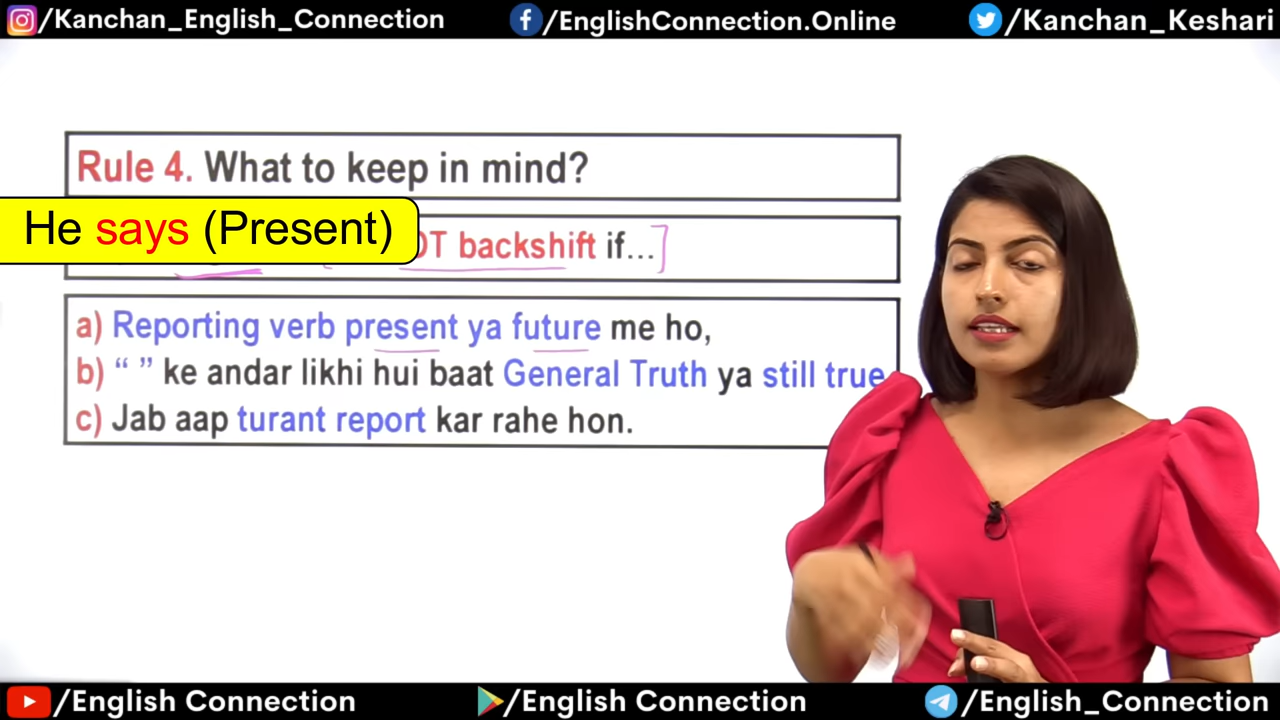 /Kanchan_English_Connection
/EnglishConnection.Online
/Kanchan_Keshari
Rule 4. What to keep in mind?
He says (Present)
backshift if...
a) Reporting verb present ya future me ho,
b) “ ” ke andar likhi hui baat General Truth ya still true
c) Jab aap turant report kar rahe hon.
/English Connection
/English Connection
/English_Connection